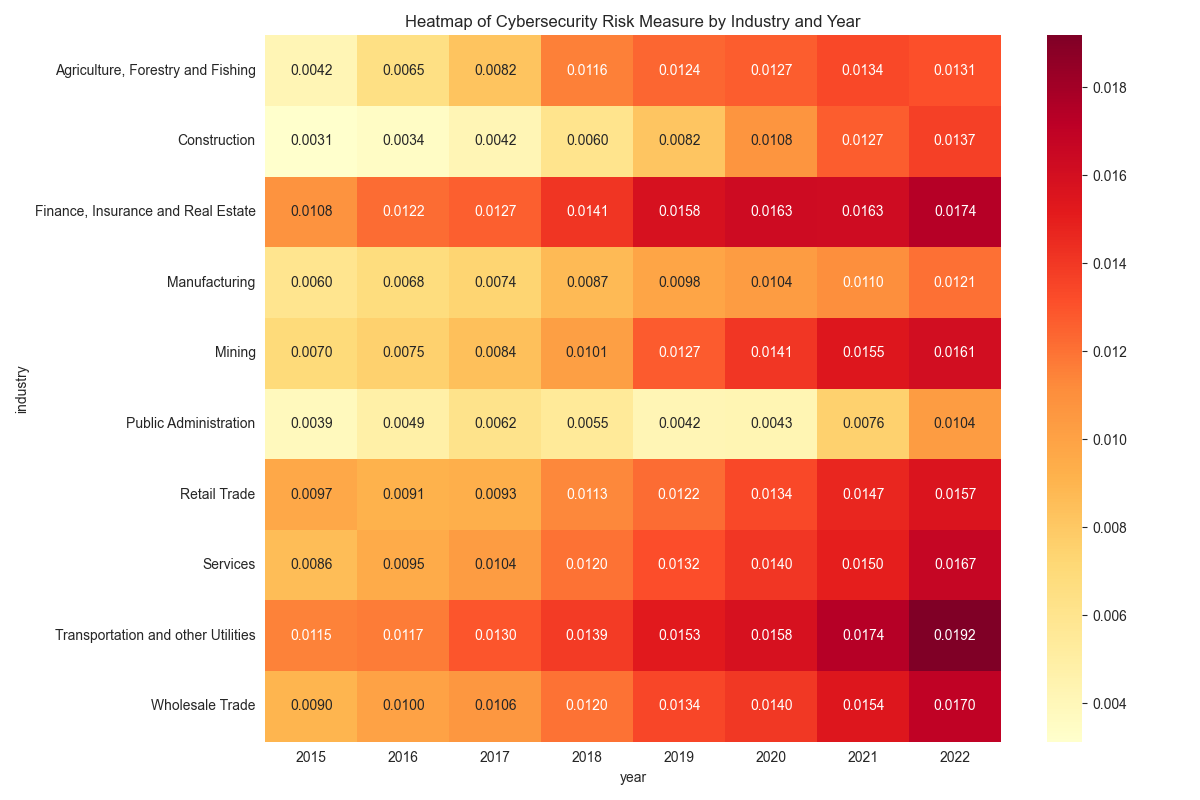 Heatmap of Cybersecurity Risk Measure by Industry and Year
Agriculture, Forestry and Fishing 0.0042 0.0065 0.0082 0.0116 0.0124 0.0127 0.0134 0.0131
Construction 0.0031 0.0034 0.0042 0.0060 0.0082 0.0108 0.0127 0.0137
Finance, Insurance and Real Estate 0.0108 0.0122 0.0127 0.0141 0.0158 0.0163 0.0163 0.0174
Manufacturing 0.0060 0.0068 0.0074 0.0087 0.0098 0.0104 0.0110 0.0121
Mining 0.0070 0.0075 0.0084 0.0101 0.0127 0.0141 0.0155 0.0161
Public Administration 0.0039 0.0049 0.0062 0.0055 0.0042 0.0043 0.0076 0.0104
Retail Trade 0.0097 0.0091 0.0093 0.0113 0.0122 0.0134 0.0147 0.0157
Services 0.0086 0.0095 0.0104 0.0120 0.0132 0.0140 0.0150 0.0167
Transportation and other Utilities 0.0115 0.0117 0.0130 0.0139 0.0153 0.0158 0.0174 0.0192
Wholesale Trade 0.0090 0.0100 0.0106 0.0120 0.0134 0.0140 0.0154 0.0170
2015 2016 2017 2018 2019 2020 2021 2022
year
industry
0.018
0.016
0.014
0.012
0.010
0.008
0.006
0.004